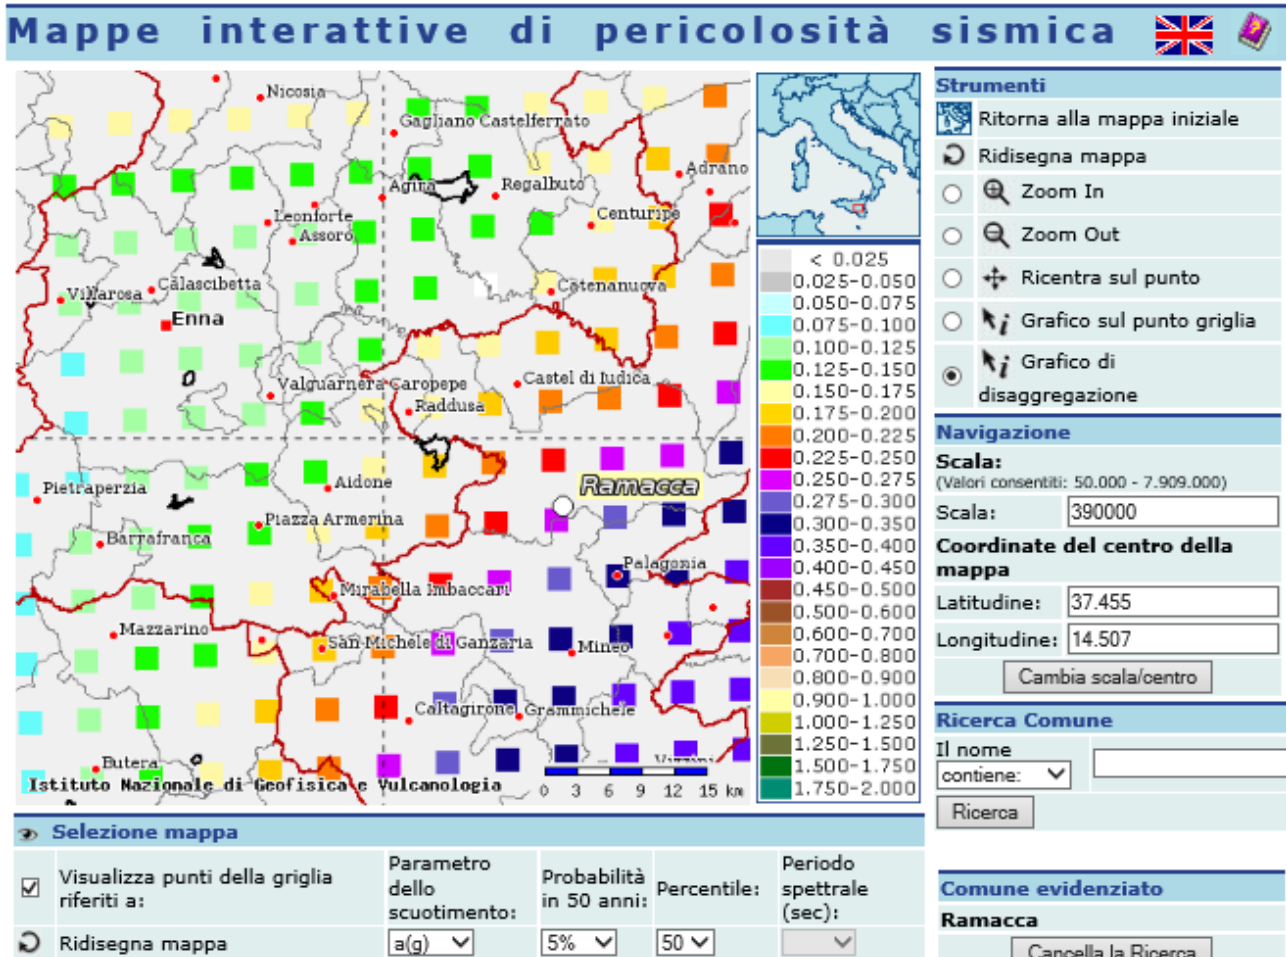 Mappe interattive di pericolosità sismica
Nicosia
Gagliano Castelferrato
Adrano
Agira
Regalbuto
Leonforte
Centuripe
Assoro
Calascibetta
Villarosa
Catenanuova
Enna
Valguarnera Caropepe
Castel di Iudica
Raddusa
Aidone
Ramacca
Pietraperzia
Piazza Armerina
Barrafranca
Palagonia
Mirabella Imbaccari
Mazzarino
San Michele di Ganzaria
Mineo
Caltagirone
Grammichele
Vizzini
Butera
Istituto Nazionale di Geofisica e Vulcanologia
0 3 6 9 12 15 km
< 0.025
0.025-0.050
0.050-0.075
0.075-0.100
0.100-0.125
0.125-0.150
0.150-0.175
0.175-0.200
0.200-0.225
0.225-0.250
0.250-0.275
0.275-0.300
0.300-0.350
0.350-0.400
0.400-0.450
0.450-0.500
0.500-0.600
0.600-0.700
0.700-0.800
0.800-0.900
0.900-1.000
1.000-1.250
1.250-1.500
1.500-1.750
1.750-2.000
Strumenti
Ritorna alla mappa iniziale
Ridisegna mappa
Zoom In
Zoom Out
Ricentra sul punto
Grafico sul punto griglia
Grafico di
disaggregazione
Navigazione
Scala:
(Valori consentiti: 50.000 - 7.909.000)
Scala: 390000
Coordinate del centro della
mappa
Latitudine: 37.455
Longitudine: 14.507
Cambia scala/centro
Ricerca Comune
Il nome
contiene:
Ricerca
Comune evidenziato
Ramacca
Cancella la Ricerca
Selezione mappa
Visualizza punti della griglia
riferiti a:
Parametro
dello
scuotimento:
Probabilità
in 50 anni:
Percentile:
Periodo
spettrale
(sec):
Ridisegna mappa
a(g)
5%
50